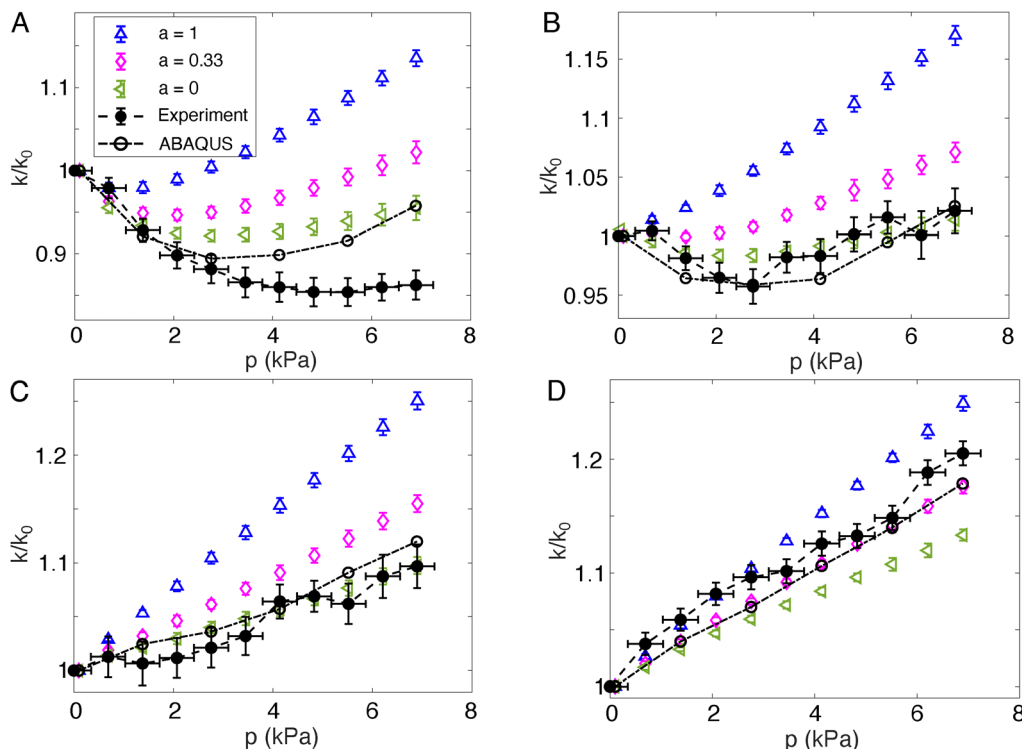 A
a = 1
a = 0.33
a = 0
Experiment
ABAQUS
1.1
1
0.9
k/k0
0 2 4 6 8
p (kPa)
B
1.15
1.1
1.05
1
0.95
k/k0
0 2 4 6 8
p (kPa)
C
1.2
1.1
1
k/k0
0 2 4 6 8
p (kPa)
D
1.2
1.1
1
k/k0
0 2 4 6 8
p (kPa)